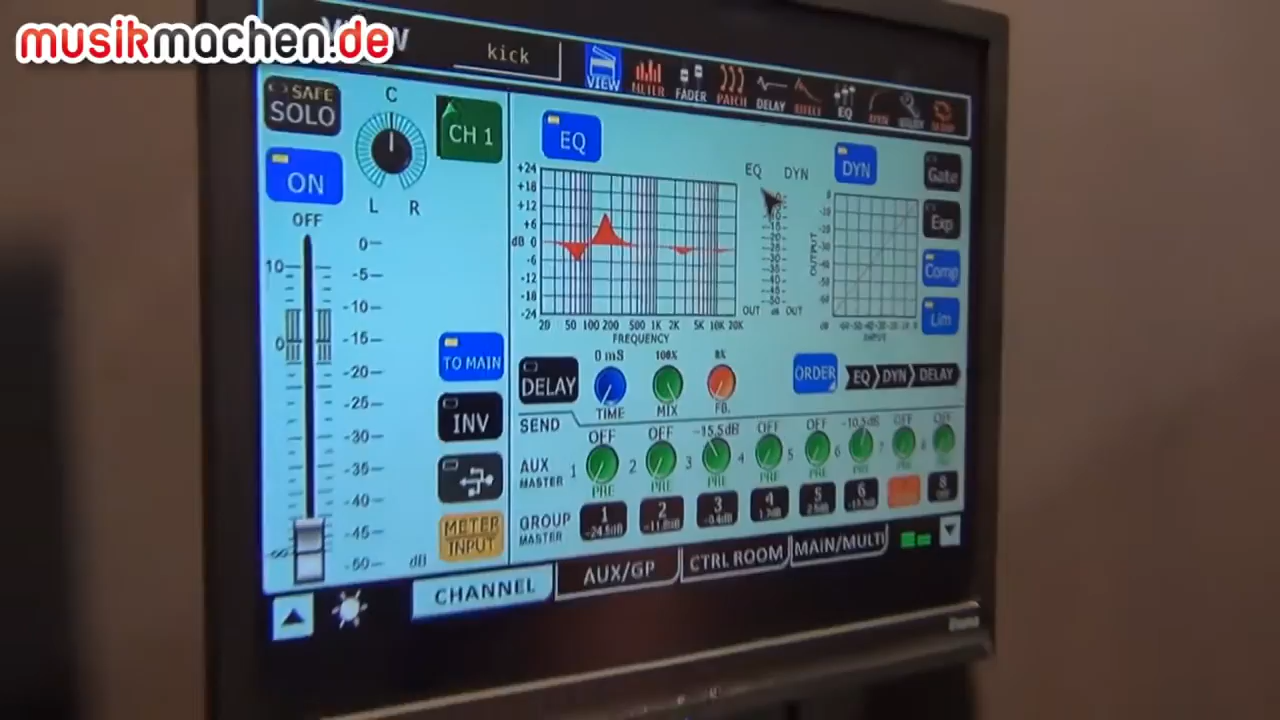 musikmachen.de
kick
VIEW METER FADER PATCH DELAY EFFECT EQ
SAFE
SOLO
C
CH 1
EQ
EQ DYN
DYN
Gate
ON
L R
OFF
+24
+18
+12
+6
dB 0
-6
-12
-18
-24
20 50 100 200 500 1K 2K 5K 10K 20K
FREQUENCY
OUT dB OUT
OUTPUT
INPUT
Exp
Comp
Lim
10
0
0
-5
-10
-15
-20
-25
-30
-35
-40
-45
-50
dB
TO MAIN
INV
METER
INPUT
DELAY
0 mS 100%
TIME MIX FB.
ORDER
EQ DYN DELAY
SEND
OFF OFF -15.5dB OFF OFF -10.5dB OFF OFF
AUX
MASTER
1 2 3 4 5 6 7 8
PRE PRE PRE PRE PRE PRE PRE PRE
GROUP
MASTER
1 2 3 4 5 6 8
CHANNEL AUX/GP CTRL ROOM MAIN/MULTI